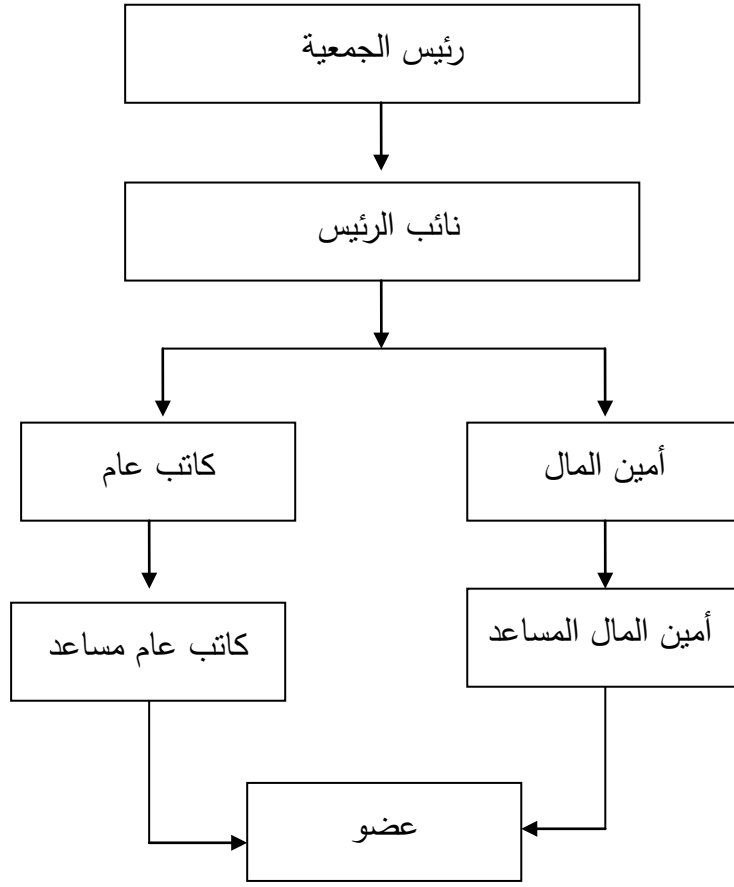 رئيس الجمعية
نائب الرئيس
أمين المال
كاتب عام
أمين المال المساعد
كاتب عام مساعد
عضو